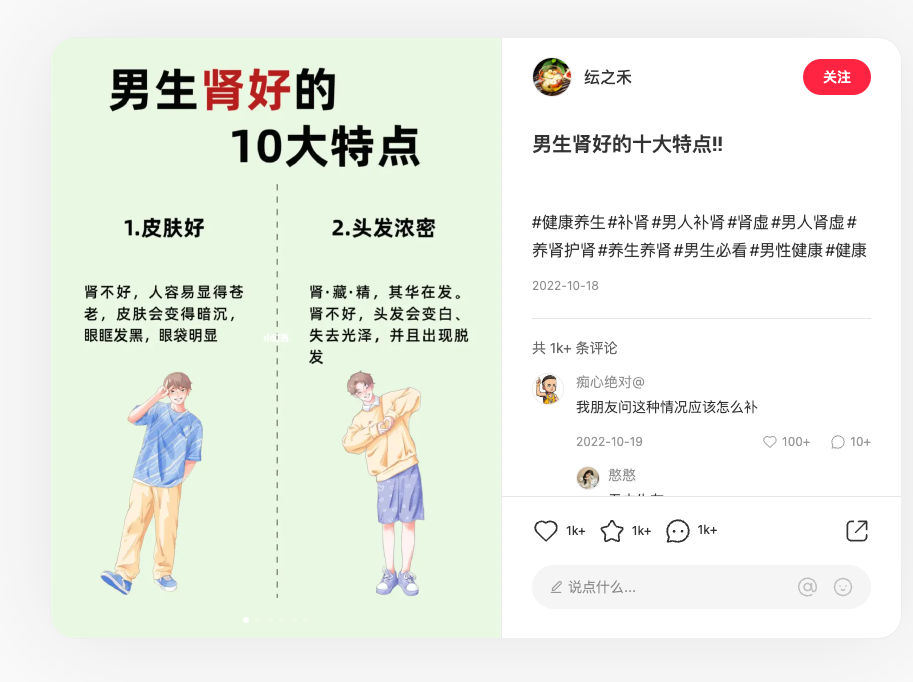 男生肾好的
10大特点
1.皮肤好
肾不好，人容易显得苍
老，皮肤会变得暗沉，
眼眶发黑，眼袋明显
2.头发浓密
肾·藏·精，其华在发。
肾不好，头发会变白、
失去光泽，并且出现脱
发
纭之禾
关注
男生肾好的十大特点!!
#健康养生#补肾#男人补肾#肾虚#男人肾虚#
养肾护肾#养生养肾#男生必看#男性健康#健康
2022-10-18
共 1k+ 条评论
痴心绝对@
我朋友问这种情况应该怎么补
2022-10-19
100+
10+
憨憨
1k+
1k+
1k+
说点什么...